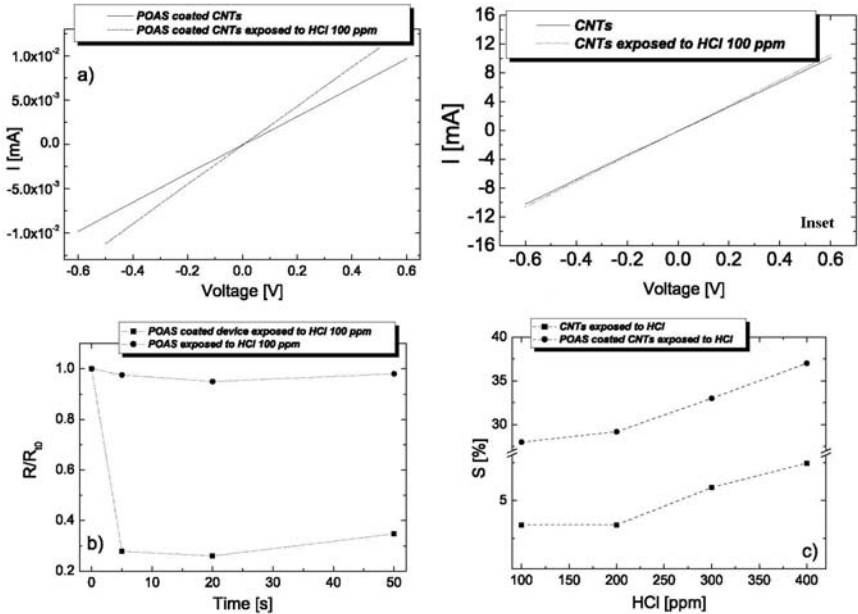 POAS coated CNTs
POAS coated CNTs exposed to HCl 100 ppm
a)
1.0x10⁻²
5.0x10⁻³
0.0
-5.0x10⁻³
-1.0x10⁻²
I [mA]
-0.6 -0.4 -0.2 0.0 0.2 0.4 0.6
Voltage [V]
CNTs
CNTs exposed to HCl 100 ppm
16
12
8
4
0
-4
-8
-12
-16
I [mA]
Inset
-0.6 -0.4 -0.2 0.0 0.2 0.4 0.6
Voltage [V]
POAS coated device exposed to HCl 100 ppm
POAS exposed to HCl 100 ppm
1.0
0.8
0.6
0.4
0.2
R/R_t0
b)
0 10 20 30 40 50
Time [s]
CNTs exposed to HCl
POAS coated CNTs exposed to HCl
40
35
30
25
5
S [%]
c)
100 150 200 250 300 350 400
HCl [ppm]